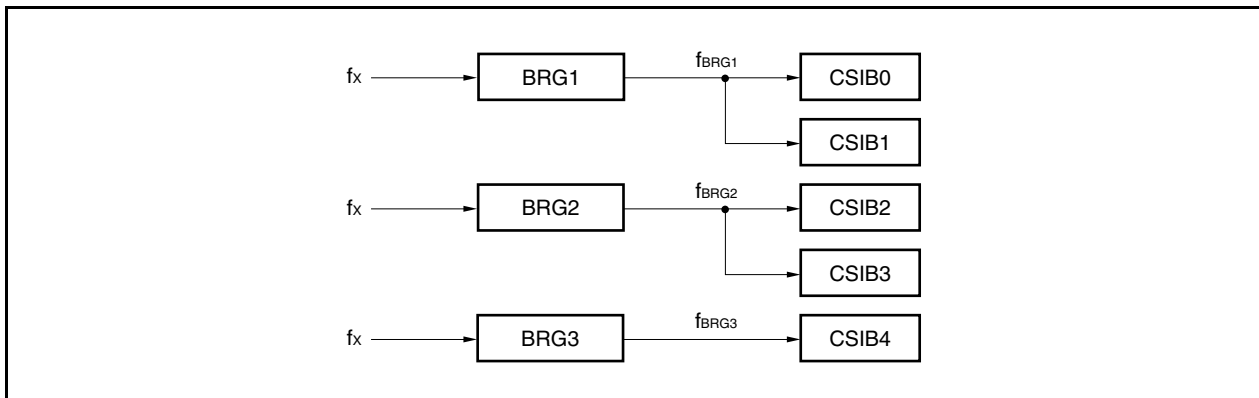 fX BRG1 fBRG1 CSIB0
CSIB1
fX BRG2 fBRG2 CSIB2
CSIB3
fX BRG3 fBRG3 CSIB4